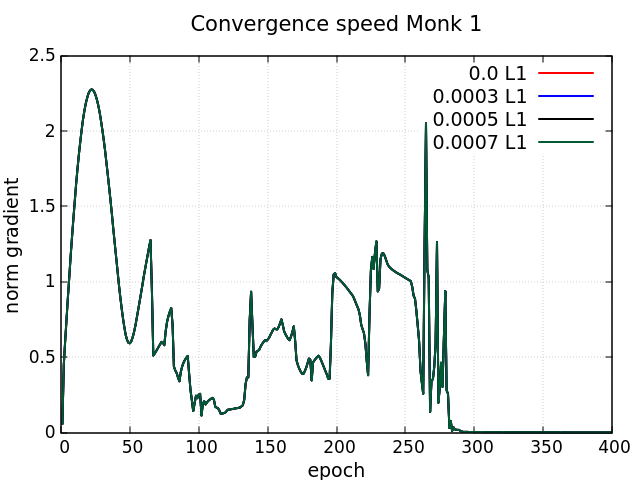 Convergence speed Monk 1
2.5
2
1.5
1
0.5
0
norm gradient
0.0 L1
0.0003 L1
0.0005 L1
0.0007 L1
0 50 100 150 200 250 300 350 400
epoch